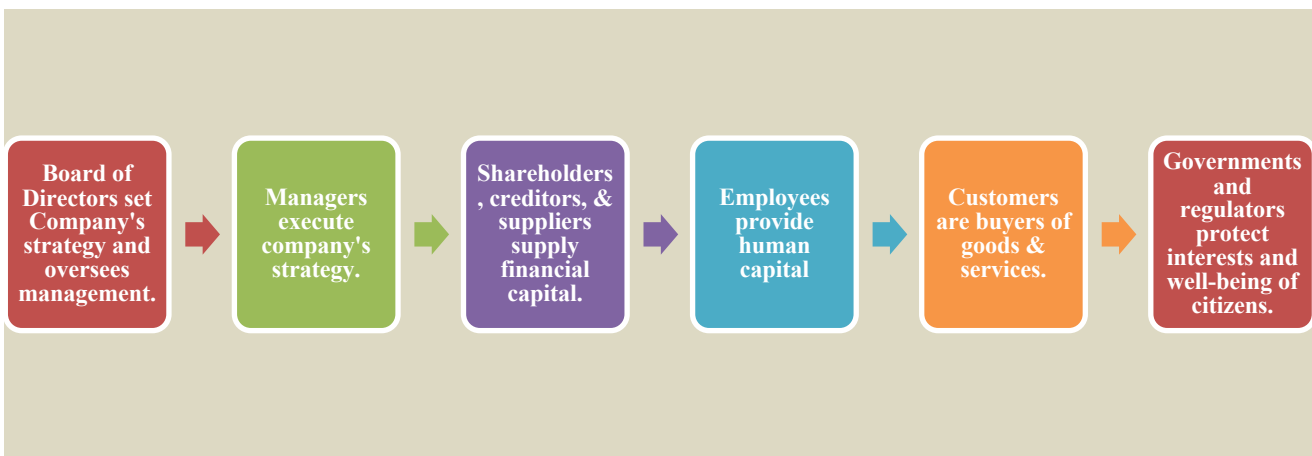 Board of
Directors set
Company's
strategy and
oversees
management.
Managers
execute
company's
strategy.
Shareholders
, creditors, &
suppliers
supply
financial
capital.
Employees
provide
human
capital
Customers
are buyers of
goods &
services.
Governments
and
regulators
protect
interests and
well-being of
citizens.